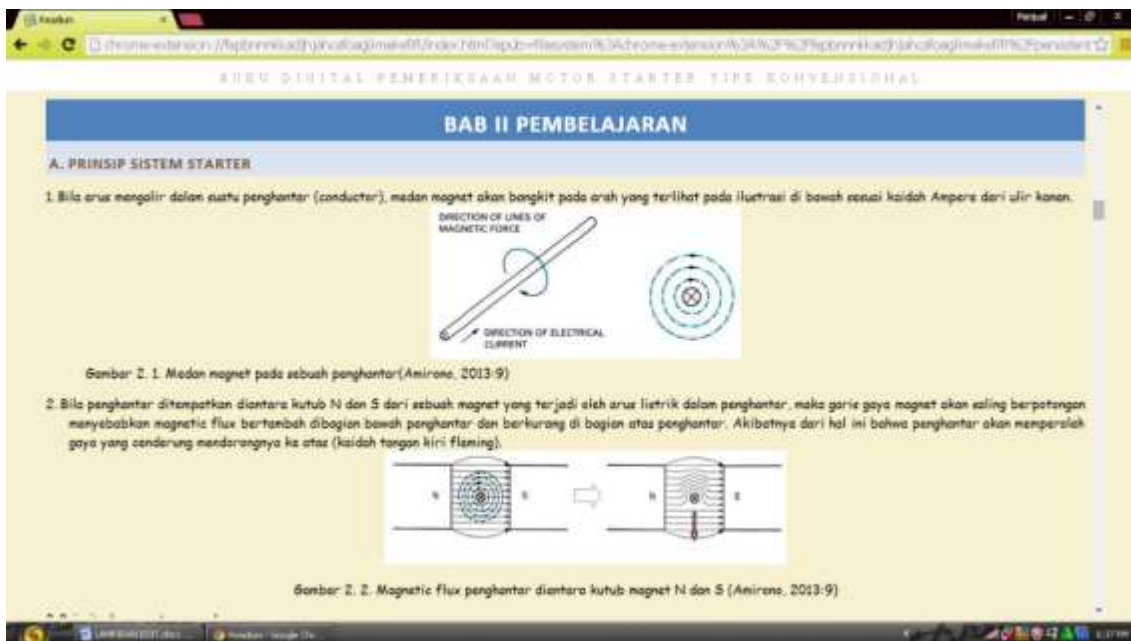 Readium
BUKU DIGITAL PEMERIKSAAN MOTOR STARTER TIPE KONVENSIONAL
BAB II PEMBELAJARAN
A. PRINSIP SISTEM STARTER
1. Bila arus mengalir dalam suatu penghantar (conductor), medan magnet akan bangkit pada arah yang terlihat pada ilustrasi di bawah sesuai kaidah Ampere dari ulir kanan.
DIRECTION OF LINES OF
MAGNETIC FORCE
DIRECTION OF ELECTRICAL
CURRENT
Gambar 2. 1. Medan magnet pada sebuah penghantar(Amirono, 2013:9)
2. Bila penghantar ditempatkan diantara kutub N dan S dari sebuah magnet yang terjadi oleh arus listrik dalam penghantar, maka garis gaya magnet akan saling berpotongan
menyebabkan magnetic flux bertambah dibagian bawah penghantar dan berkurang di bagian atas penghantar. Akibatnya dari hal ini bahwa penghantar akan memperoleh
gaya yang cenderung mendorongnya ke atas (kaidah tangan kiri fleming).
N S N S
Gambar 2. 2. Magnetic flux penghantar diantara kutub magnet N dan S (Amirono, 2013:9)
Readium - Google Chr